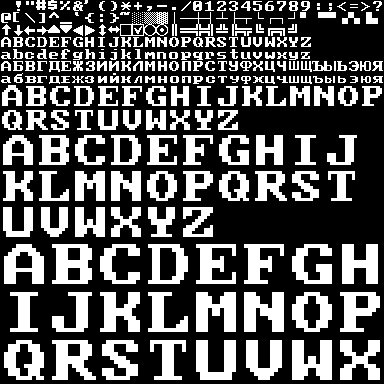 !"#$%&'()*+,-./0123456789:;<=>?
@[\]^_`{¦}~
ABCDEFGHIJKLMNOPQRSTUVWXYZ
abcdefghijklmnopqrstuvwxyz
АБВГДЕЖЗИЙКЛМНОПРСТУФХЦЧШЩЪЫЬЭЮЯ
абвгдежзийклмнопрстуфхцчшщъыьэюя
ABCDEFGHIJKLMNOP
QRSTUVWXYZ
ABCDEFGHIJ
KLMNOPQRST
UVWXYZ
ABCDEFGH
IJKLMNOP
QRSTUVWX